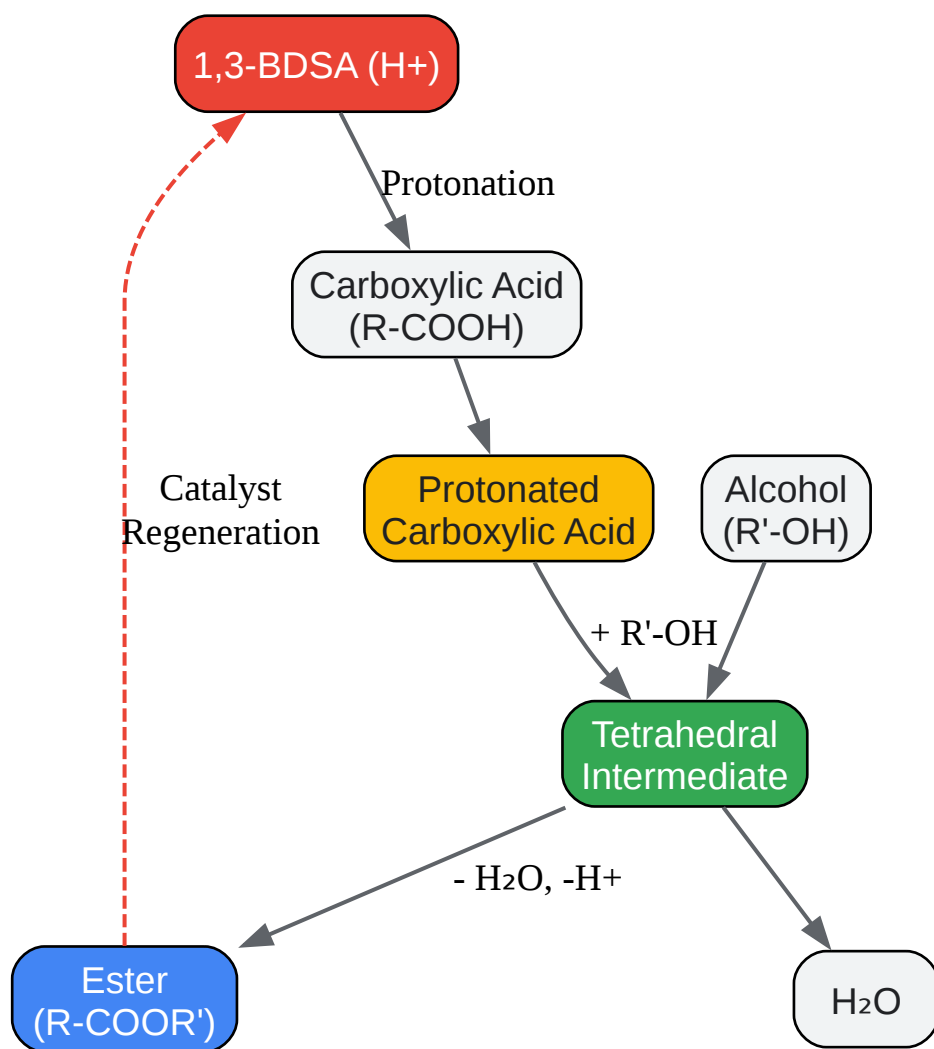 1,3-BDSA (H+)
Protonation
Carboxylic Acid
(R-COOH)
Catalyst
Regeneration
Protonated
Carboxylic Acid
Alcohol
(R'-OH)
+ R'-OH
Tetrahedral
Intermediate
- H₂O, -H+
Ester
(R-COOR')
H₂O